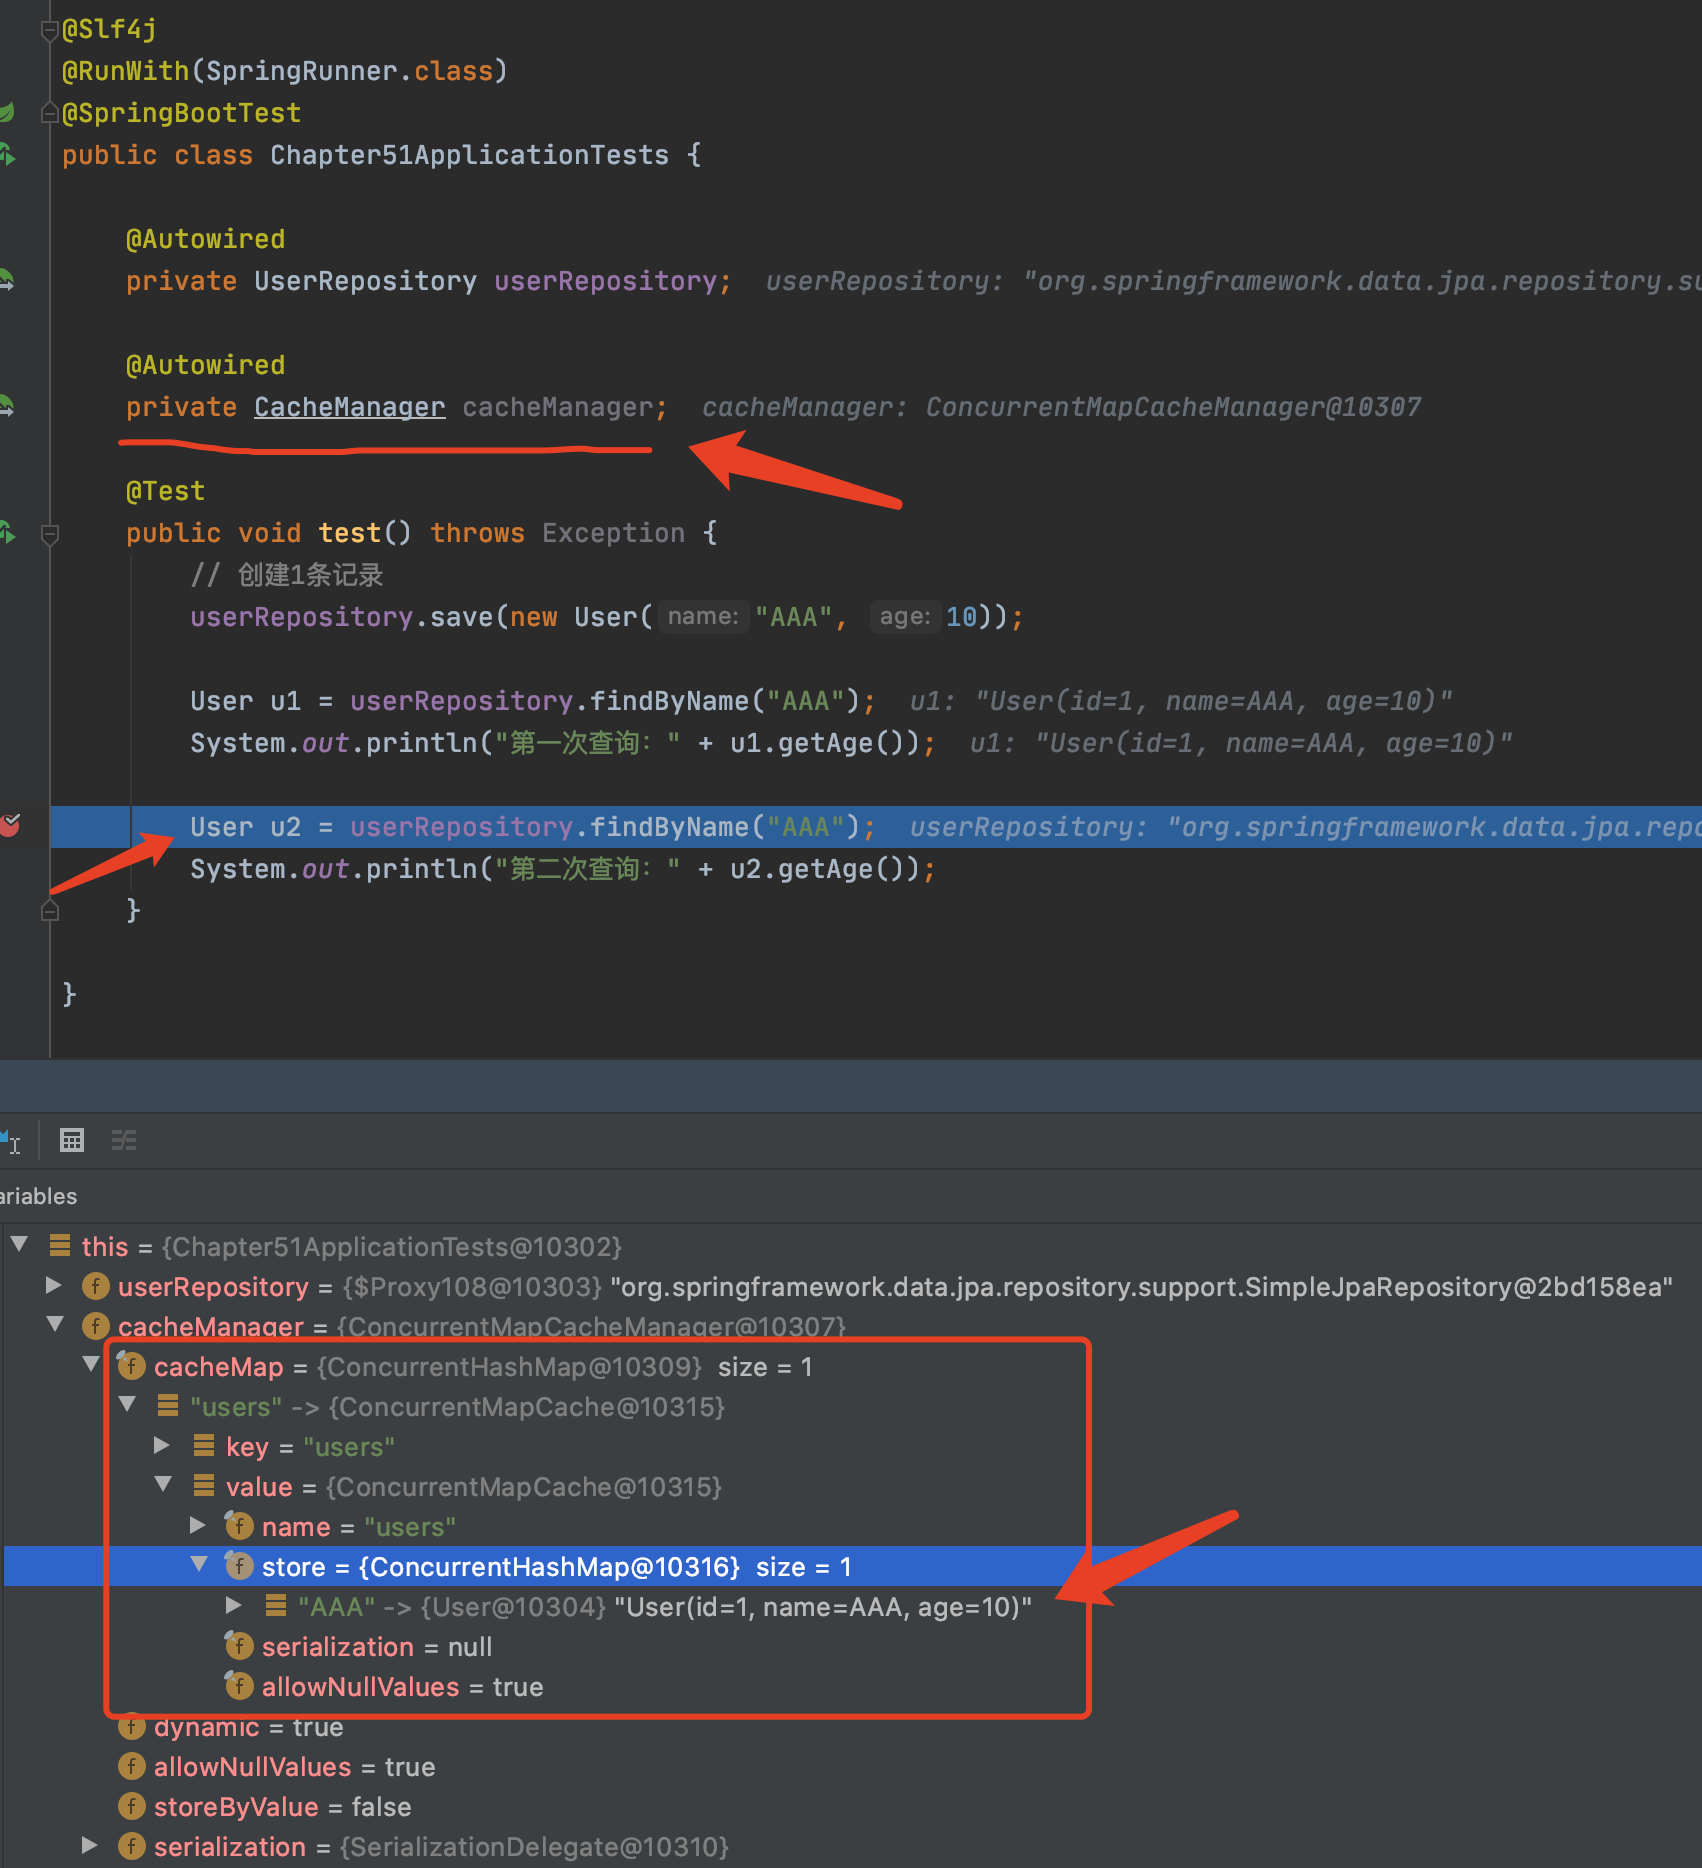 @Slf4j
@RunWith(SpringRunner.class)
@SpringBootTest
public class Chapter51ApplicationTests {
@Autowired
private UserRepository userRepository; userRepository: "org.springframework.data.jpa.repository.su
@Autowired
private CacheManager cacheManager; cacheManager: ConcurrentMapCacheManager@10307
@Test
public void test() throws Exception {
// 创建1条记录
userRepository.save(new User( name: "AAA", age: 10));
User u1 = userRepository.findByName("AAA"); u1: "User(id=1, name=AAA, age=10)"
System.out.println("第一次查询：" + u1.getAge()); u1: "User(id=1, name=AAA, age=10)"
User u2 = userRepository.findByName("AAA"); userRepository: "org.springframework.data.jpa.repo
System.out.println("第二次查询：" + u2.getAge());
}
}
ariables
this = {Chapter51ApplicationTests@10302}
userRepository = {$Proxy108@10303} "org.springframework.data.jpa.repository.support.SimpleJpaRepository@2bd158ea"
cacheManager = {ConcurrentMapCacheManager@10307}
cacheMap = {ConcurrentHashMap@10309} size = 1
"users" -> {ConcurrentMapCache@10315}
key = "users"
value = {ConcurrentMapCache@10315}
name = "users"
store = {ConcurrentHashMap@10316} size = 1
"AAA" -> {User@10304} "User(id=1, name=AAA, age=10)"
serialization = null
allowNullValues = true
dynamic = true
allowNullValues = true
storeByValue = false
serialization = {SerializationDelegate@10310}